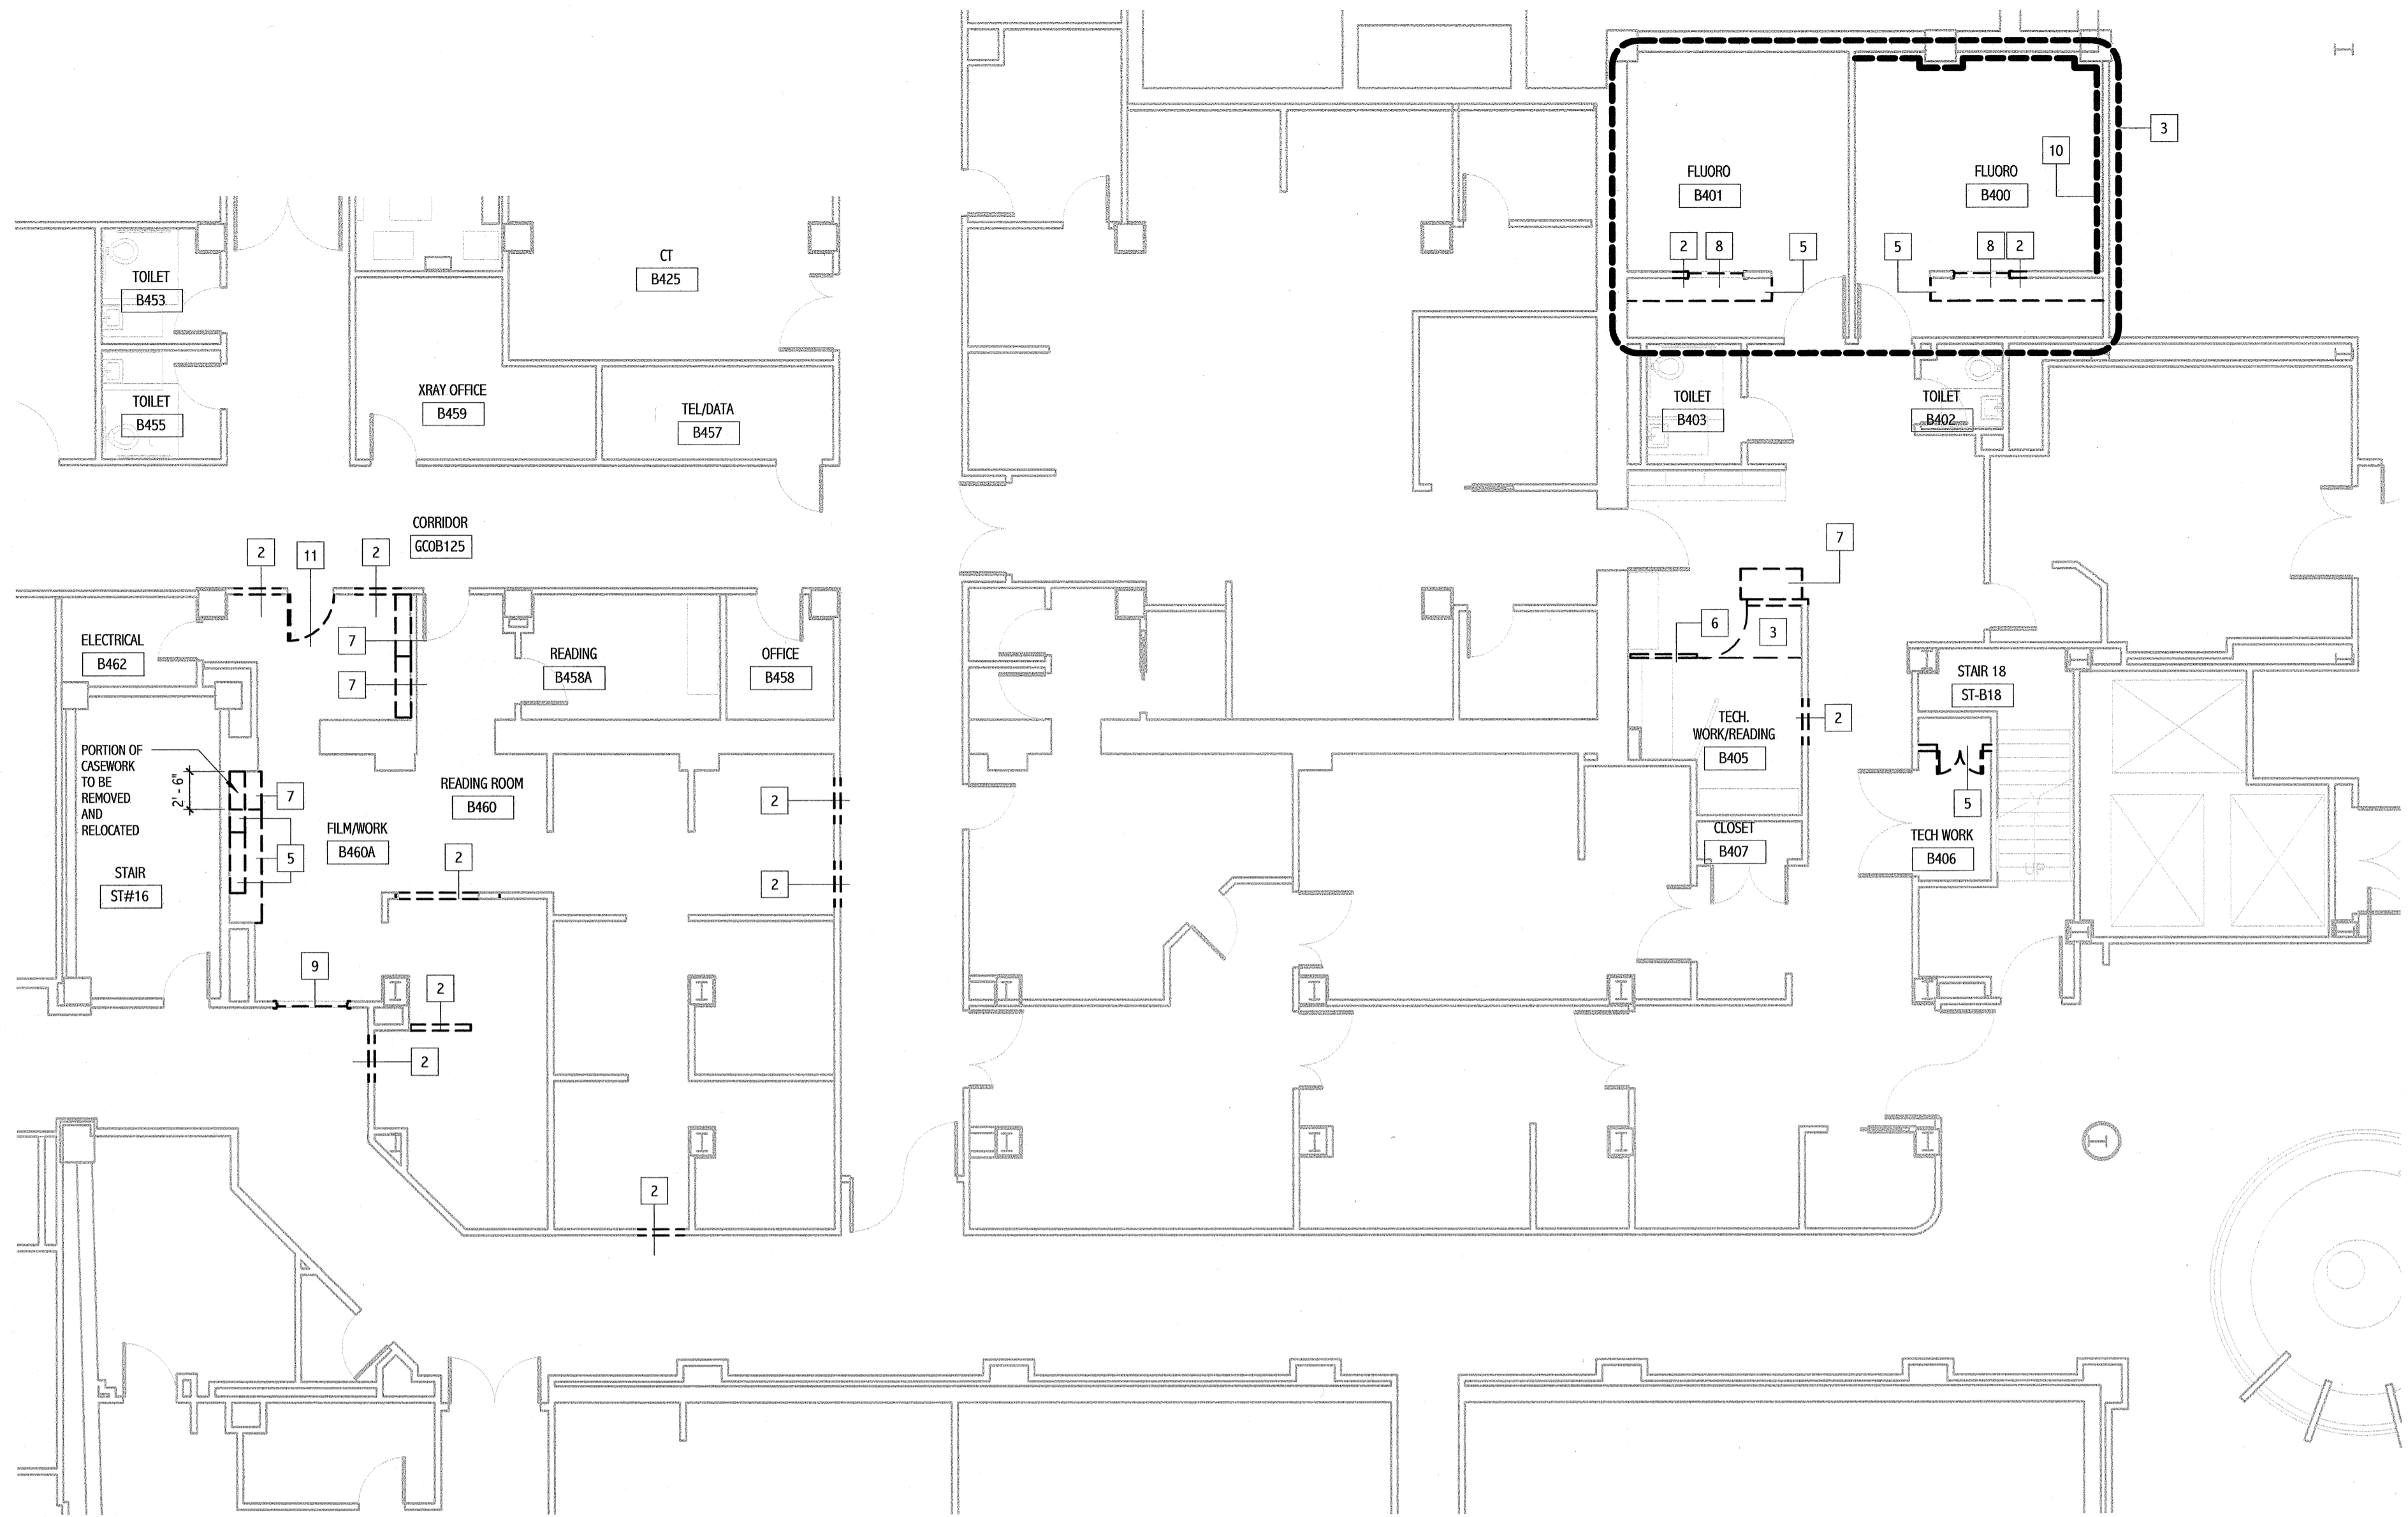 3
10
FLUORO
B401
FLUORO
B400
2
8
5
5
8
2
TOILET
B453
CT
B425
TOILET
B455
XRAY OFFICE
B459
TEL/DATA
B457
TOILET
B403
TOILET
B402
CORRIDOR
GC0B125
2
11
2
7
ELECTRICAL
B462
7
7
READING
B458A
OFFICE
B458
6
3
STAIR 18
ST-B18
TECH.
WORK/READING
B405
2
PORTION OF
CASEWORK
TO BE
REMOVED
AND
RELOCATED
2' - 6"
7
READING ROOM
B460
2
5
FILM/WORK
B460A
5
2
2
CLOSET
B407
TECH WORK
B406
STAIR
ST#16
9
2
2
2